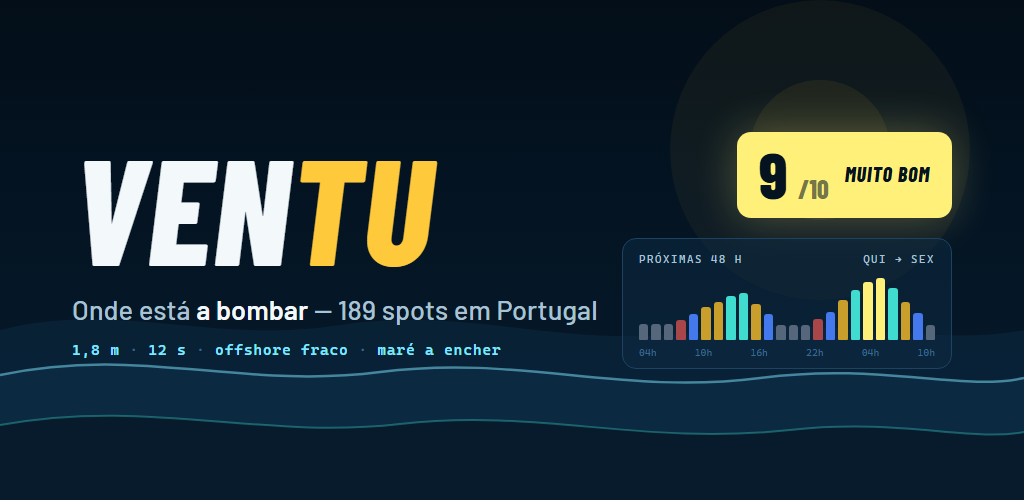 VENTU
Onde está a bombar — 189 spots em Portugal
1,8 m · 12 s · offshore fraco · maré a encher
9 /10 MUITO BOM
PRÓXIMAS 48 H QUI → SEX
04h 10h 16h 22h 04h 10h